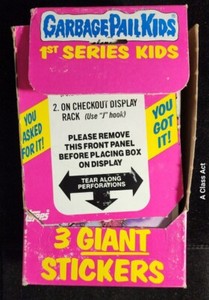 GARBAGE PAIL KIDS
1ST SERIES KIDS
2. ON CHECKOUT DISPLAY
RACK (Use "J" hook)
YOU
ASKED
FOR IT!
YOU
GOT
IT!
PLEASE REMOVE
THIS FRONT PANEL
BEFORE PLACING BOX
ON DISPLAY
TEAR ALONG
PERFORATIONS
3 GIANT
STICKERS
A Class Act